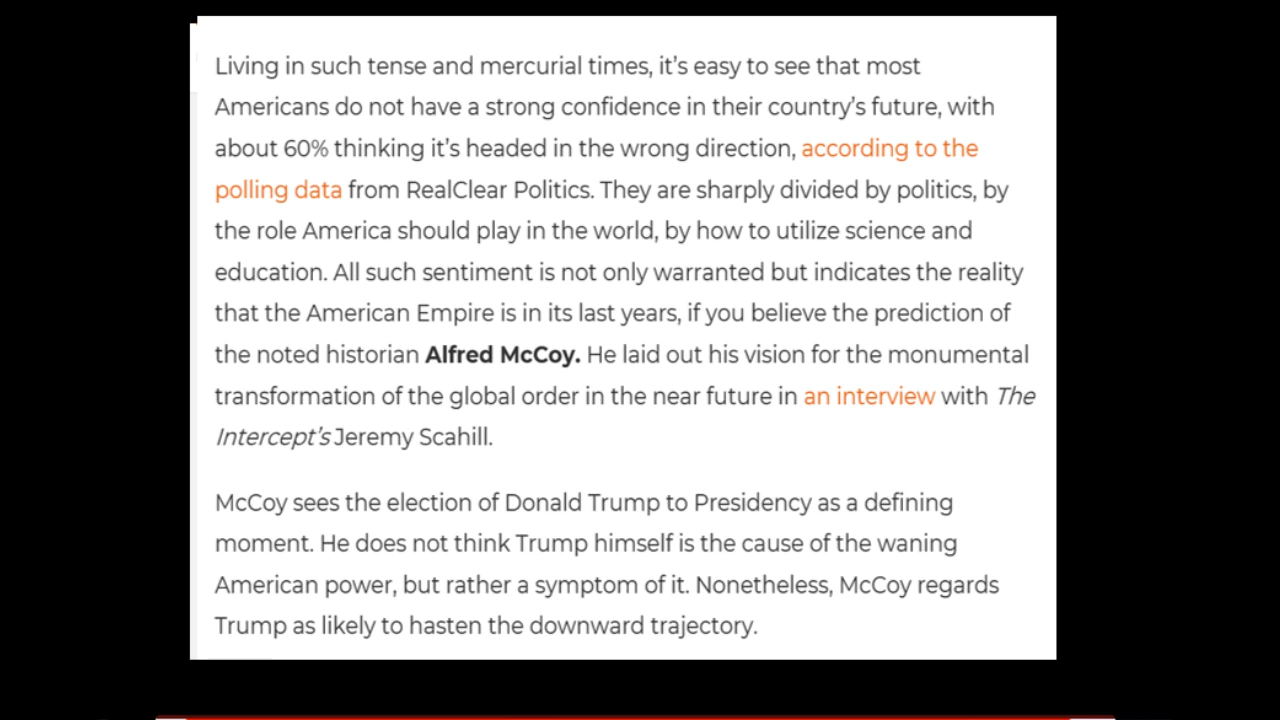 Living in such tense and mercurial times, it’s easy to see that most
Americans do not have a strong confidence in their country’s future, with
about 60% thinking it’s headed in the wrong direction, according to the
polling data from RealClear Politics. They are sharply divided by politics, by
the role America should play in the world, by how to utilize science and
education. All such sentiment is not only warranted but indicates the reality
that the American Empire is in its last years, if you believe the prediction of
the noted historian Alfred McCoy. He laid out his vision for the monumental
transformation of the global order in the near future in an interview with The
Intercept’s Jeremy Scahill.
McCoy sees the election of Donald Trump to Presidency as a defining
moment. He does not think Trump himself is the cause of the waning
American power, but rather a symptom of it. Nonetheless, McCoy regards
Trump as likely to hasten the downward trajectory.